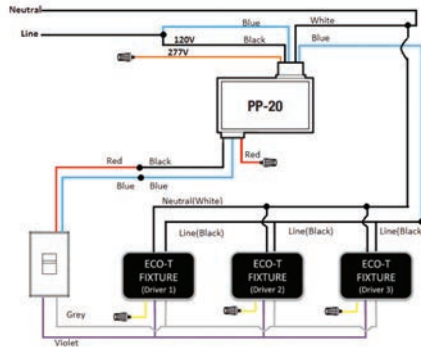 Neutral
Blue
White
Line
120V
Black
Blue
277V
PP-20
Red
Black
Red
Blue
Blue
Neutral(White)
Line(Black)
Line(Black)
Line(Black)
ECO-T
FIXTURE
(Driver 1)
ECO-T
FIXTURE
(Driver 2)
ECO-T
FIXTURE
(Driver 3)
Grey
Violet